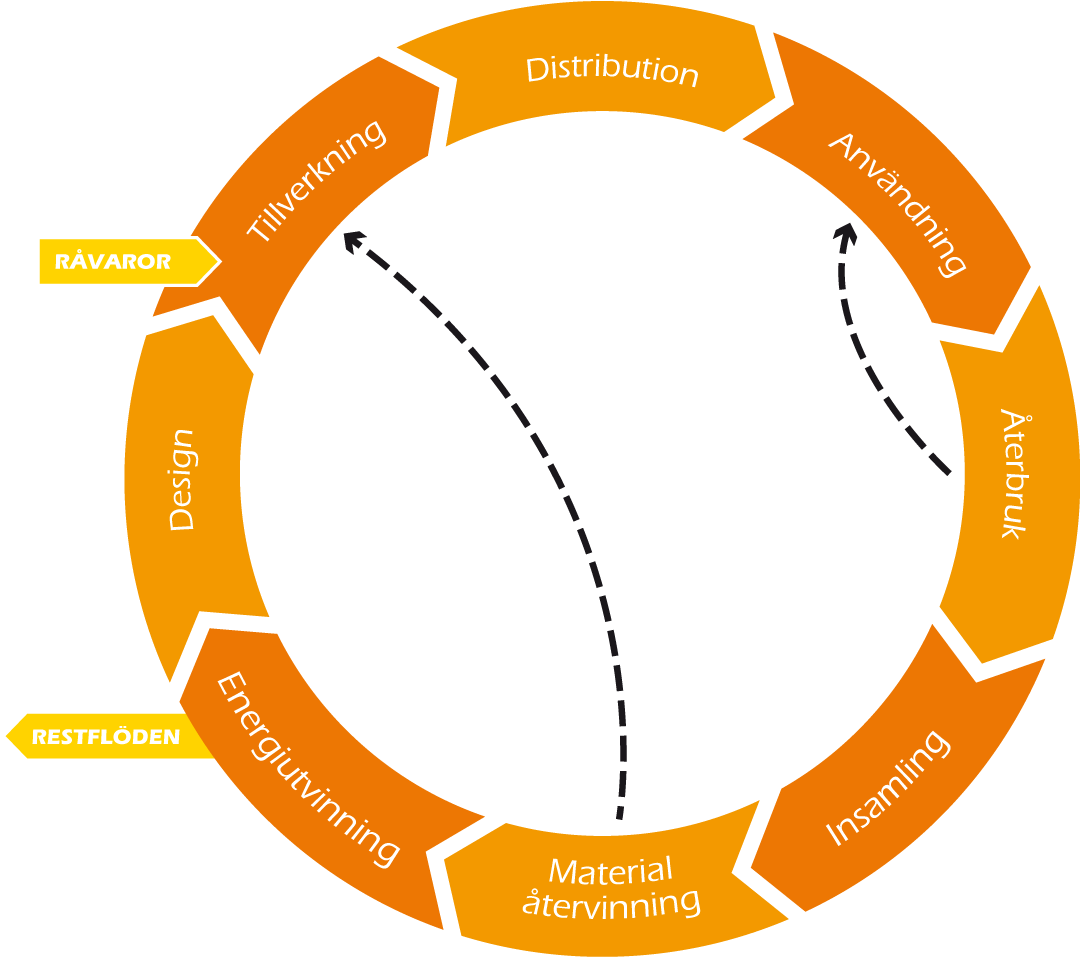 Distribution
Användning
Återbruk
Insamling
Material
återvinning
Energiutvinning
RESTFLÖDEN
Design
RÅVAROR
Tillverkning